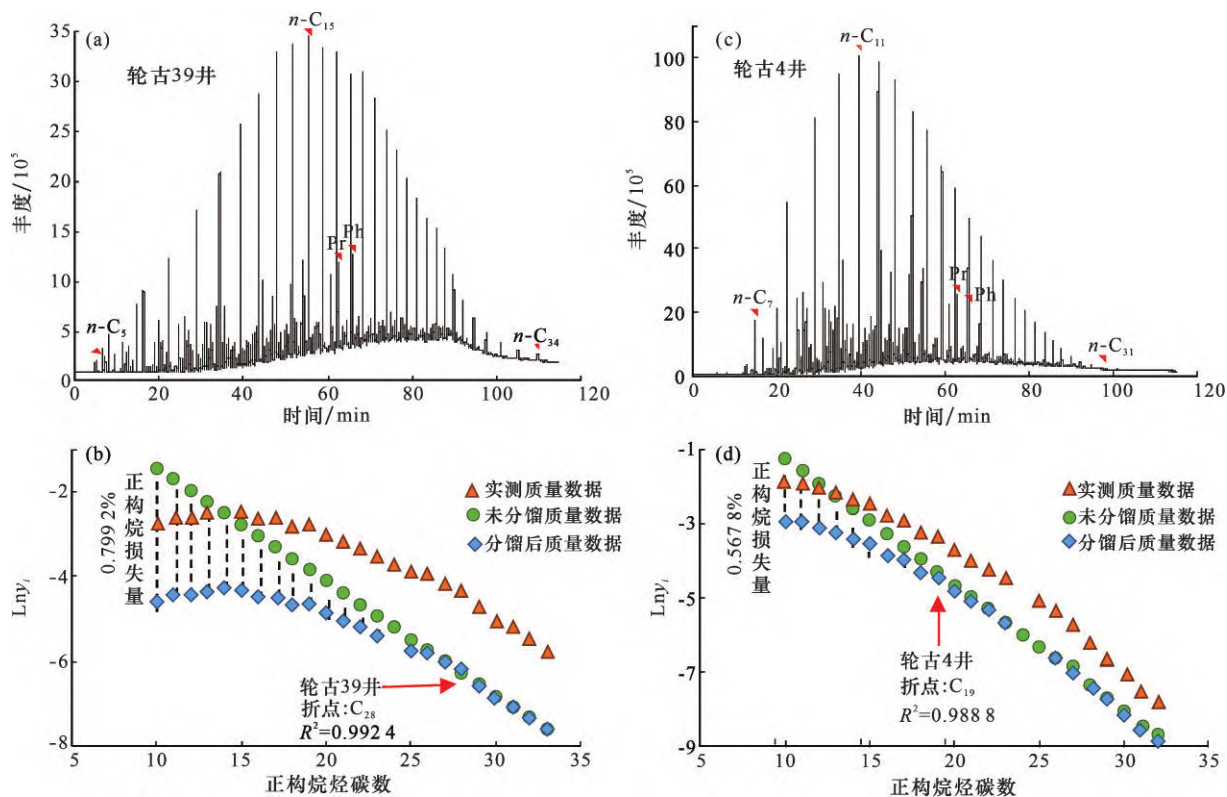 (a)
轮古39井
n-C15
Pr
Ph
n-C5
n-C34
35
30
25
20
15
10
5
0
丰度/10⁵
0 20 40 60 80 100 120
时间/min
(c)
轮古4井
n-C11
Pr
Ph
n-C7
n-C31
100
80
60
40
20
0
丰度/10⁵
0 20 40 60 80 100 120
时间/min
(b)
正构烷损失量
0.799 2%
实测质量数据
未分馏质量数据
分馏后质量数据
轮古39井
折点:C28
R²=0.992 4
-2
-4
-6
-8
Lnyi
10 15 20 25 30 35
正构烷烃碳数
(d)
正构烷损失量
0.567 8%
实测质量数据
未分馏质量数据
分馏后质量数据
轮古4井
折点:C19
R²=0.988 8
-1
-3
-5
-7
-9
Lnyi
10 15 20 25 30 35
正构烷烃碳数